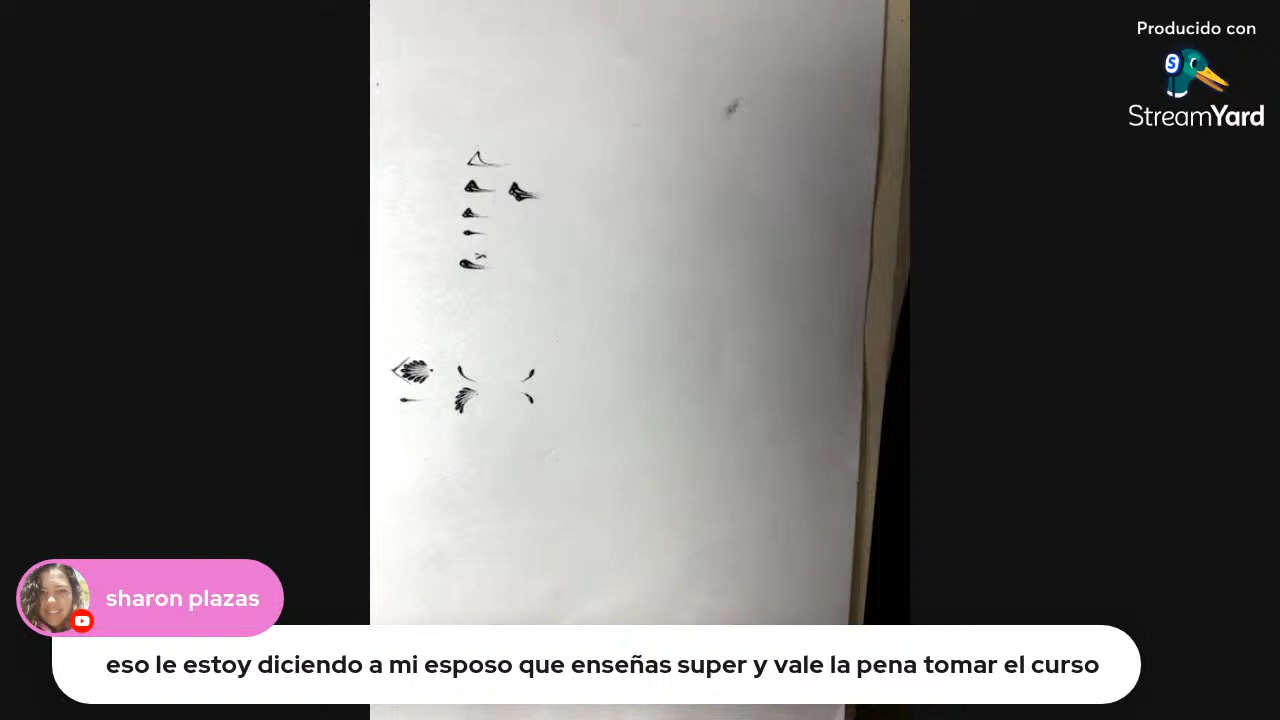 Producido con
StreamYard
sharon plazas
eso le estoy diciendo a mi esposo que enseñas super y vale la pena tomar el curso